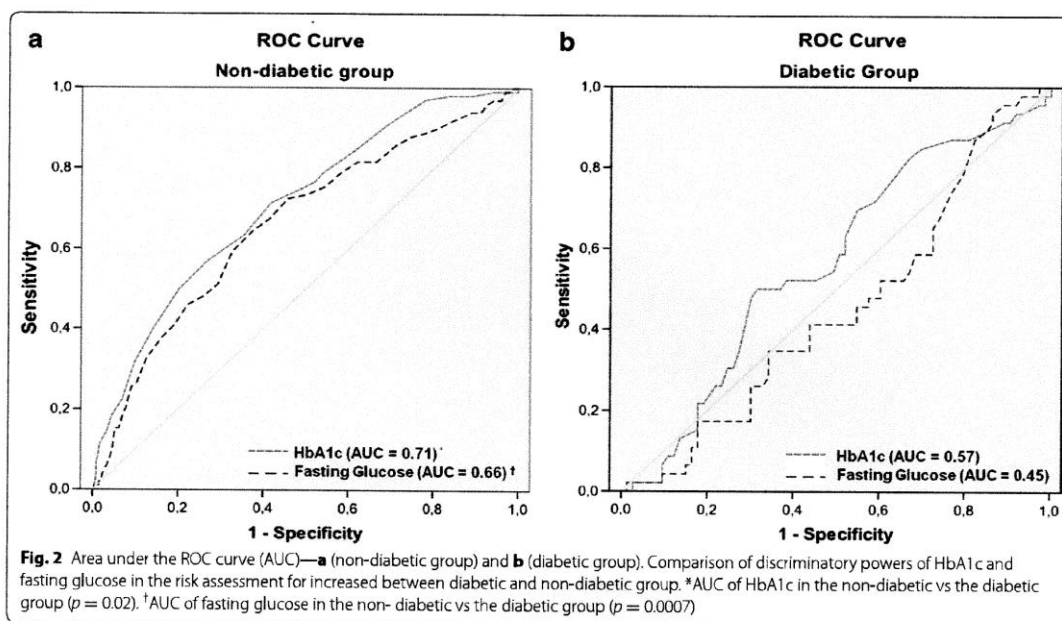 a
ROC Curve
Non-diabetic group
1,0
0,8
0,6
0,4
0,2
0,0
Sensitivity
HbA1c (AUC = 0.71)*
Fasting Glucose (AUC = 0.66) †
0,0 0,2 0,4 0,6 0,8 1,0
1 - Specificity
b
ROC Curve
Diabetic Group
1,0
0,8
0,6
0,4
0,2
0,0
Sensitivity
HbA1c (AUC = 0.57)
Fasting Glucose (AUC = 0.45)
0,0 0,2 0,4 0,6 0,8 1,0
1 - Specificity
Fig. 2 Area under the ROC curve (AUC)—a (non-diabetic group) and b (diabetic group). Comparison of discriminatory powers of HbA1c and
fasting glucose in the risk assessment for increased between diabetic and non-diabetic group. *AUC of HbA1c in the non-diabetic vs the diabetic
group (p = 0.02). †AUC of fasting glucose in the non- diabetic vs the diabetic group (p = 0.0007)